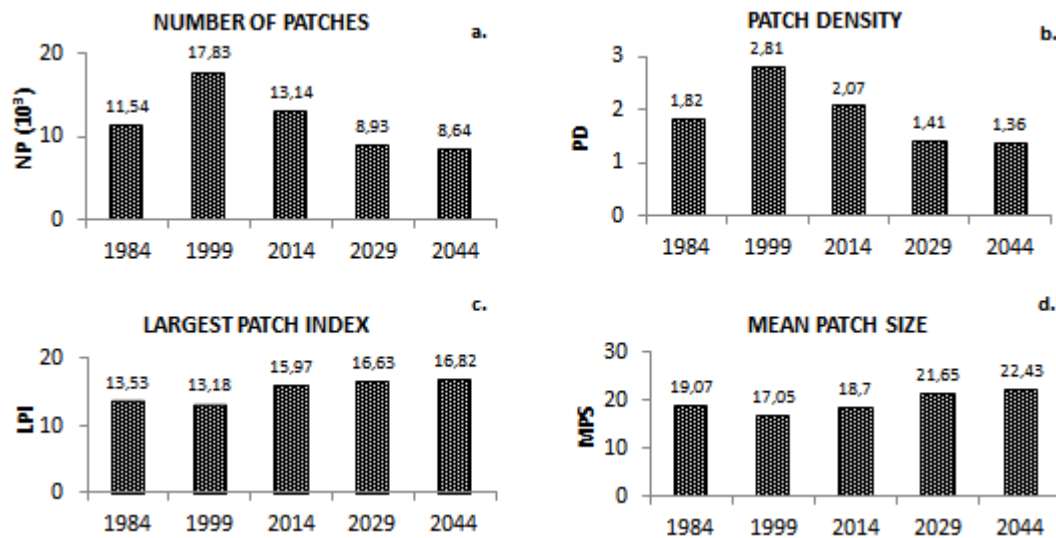 NUMBER OF PATCHES
a.
NP (10³)
20
10
0
11,54
17,83
13,14
8,93
8,64
1984 1999 2014 2029 2044
PATCH DENSITY
b.
PD
3
2
1
0
1,82
2,81
2,07
1,41
1,36
1984 1999 2014 2029 2044
LARGEST PATCH INDEX
c.
LPI
20
10
0
13,53
13,18
15,97
16,63
16,82
1984 1999 2014 2029 2044
MEAN PATCH SIZE
d.
MPS
30
20
10
0
19,07
17,05
18,7
21,65
22,43
1984 1999 2014 2029 2044